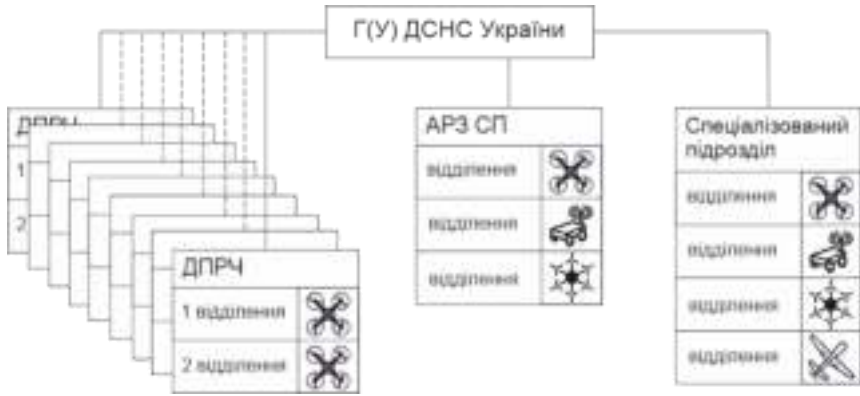 Г(У) ДСНС України
ДПРЧ
1
2
ДПРЧ
1 відділення
2 відділення
АРЗ СП
відділення
відділення
відділення
Спеціалізований
підрозділ
відділення
відділення
відділення
відділення